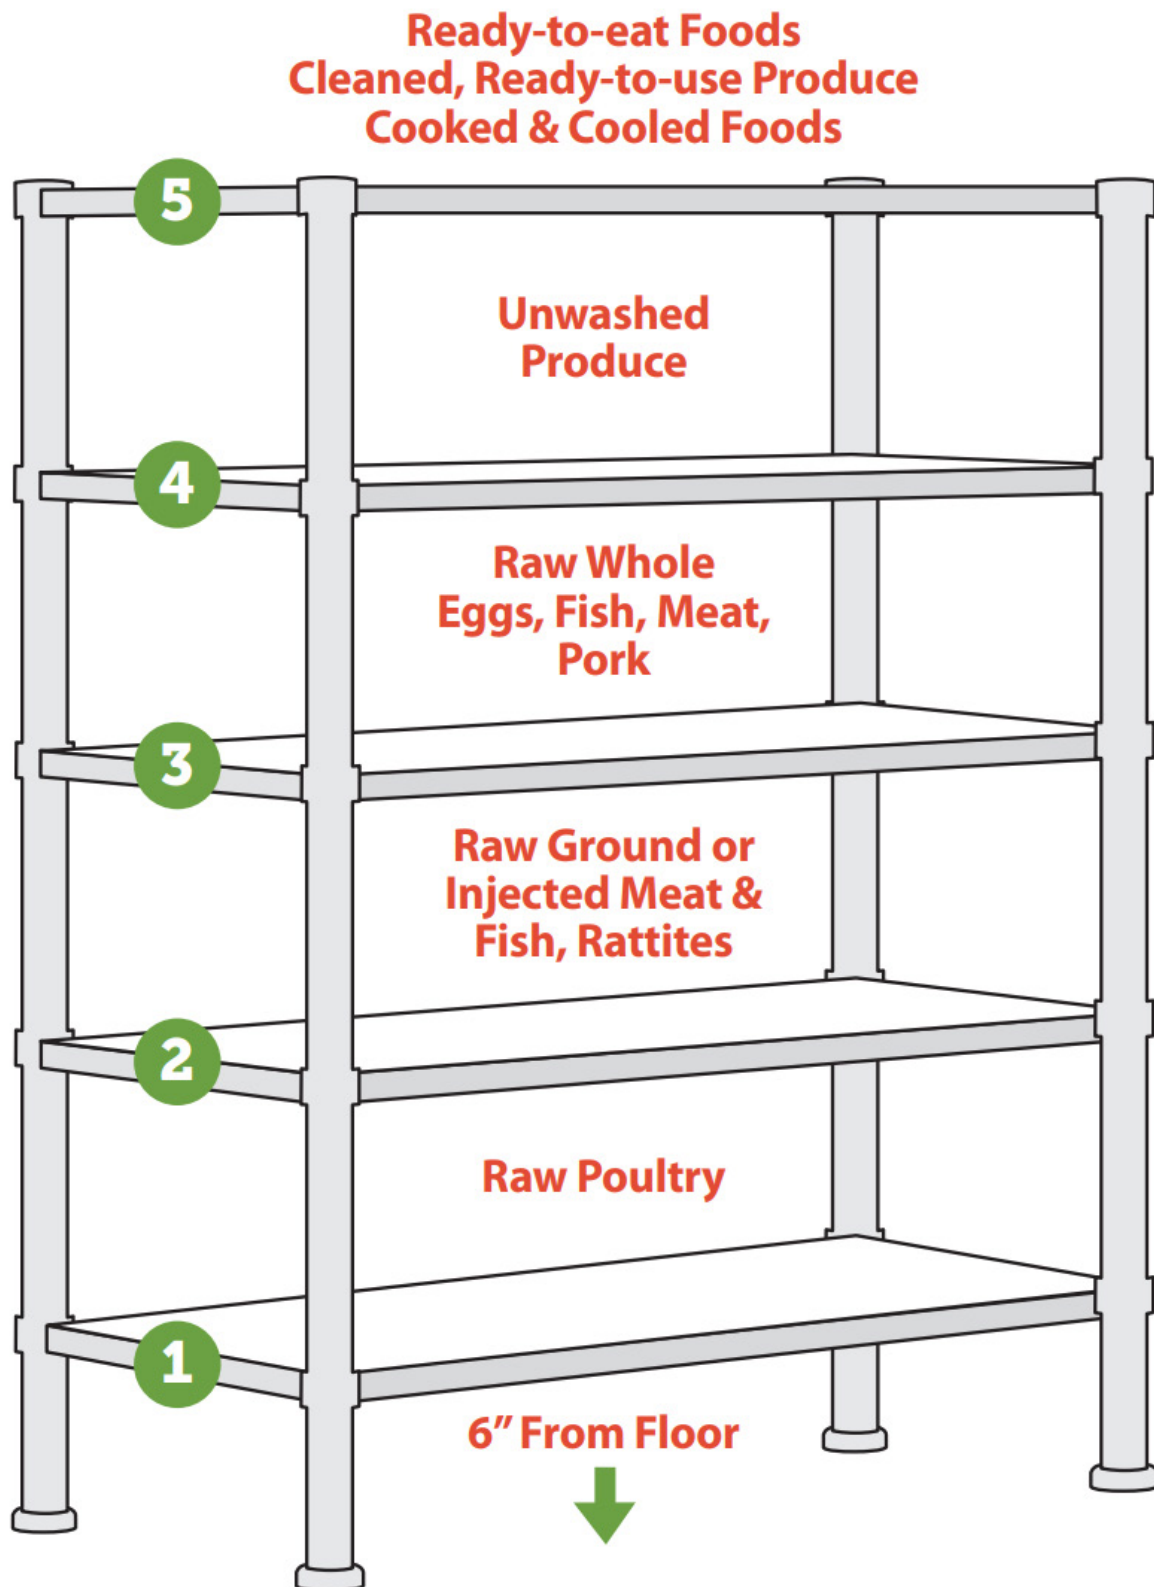 Ready-to-eat Foods
Cleaned, Ready-to-use Produce
Cooked & Cooled Foods
5
Unwashed
Produce
4
Raw Whole
Eggs, Fish, Meat,
Pork
3
Raw Ground or
Injected Meat &
Fish, Rattites
2
Raw Poultry
1
6” From Floor